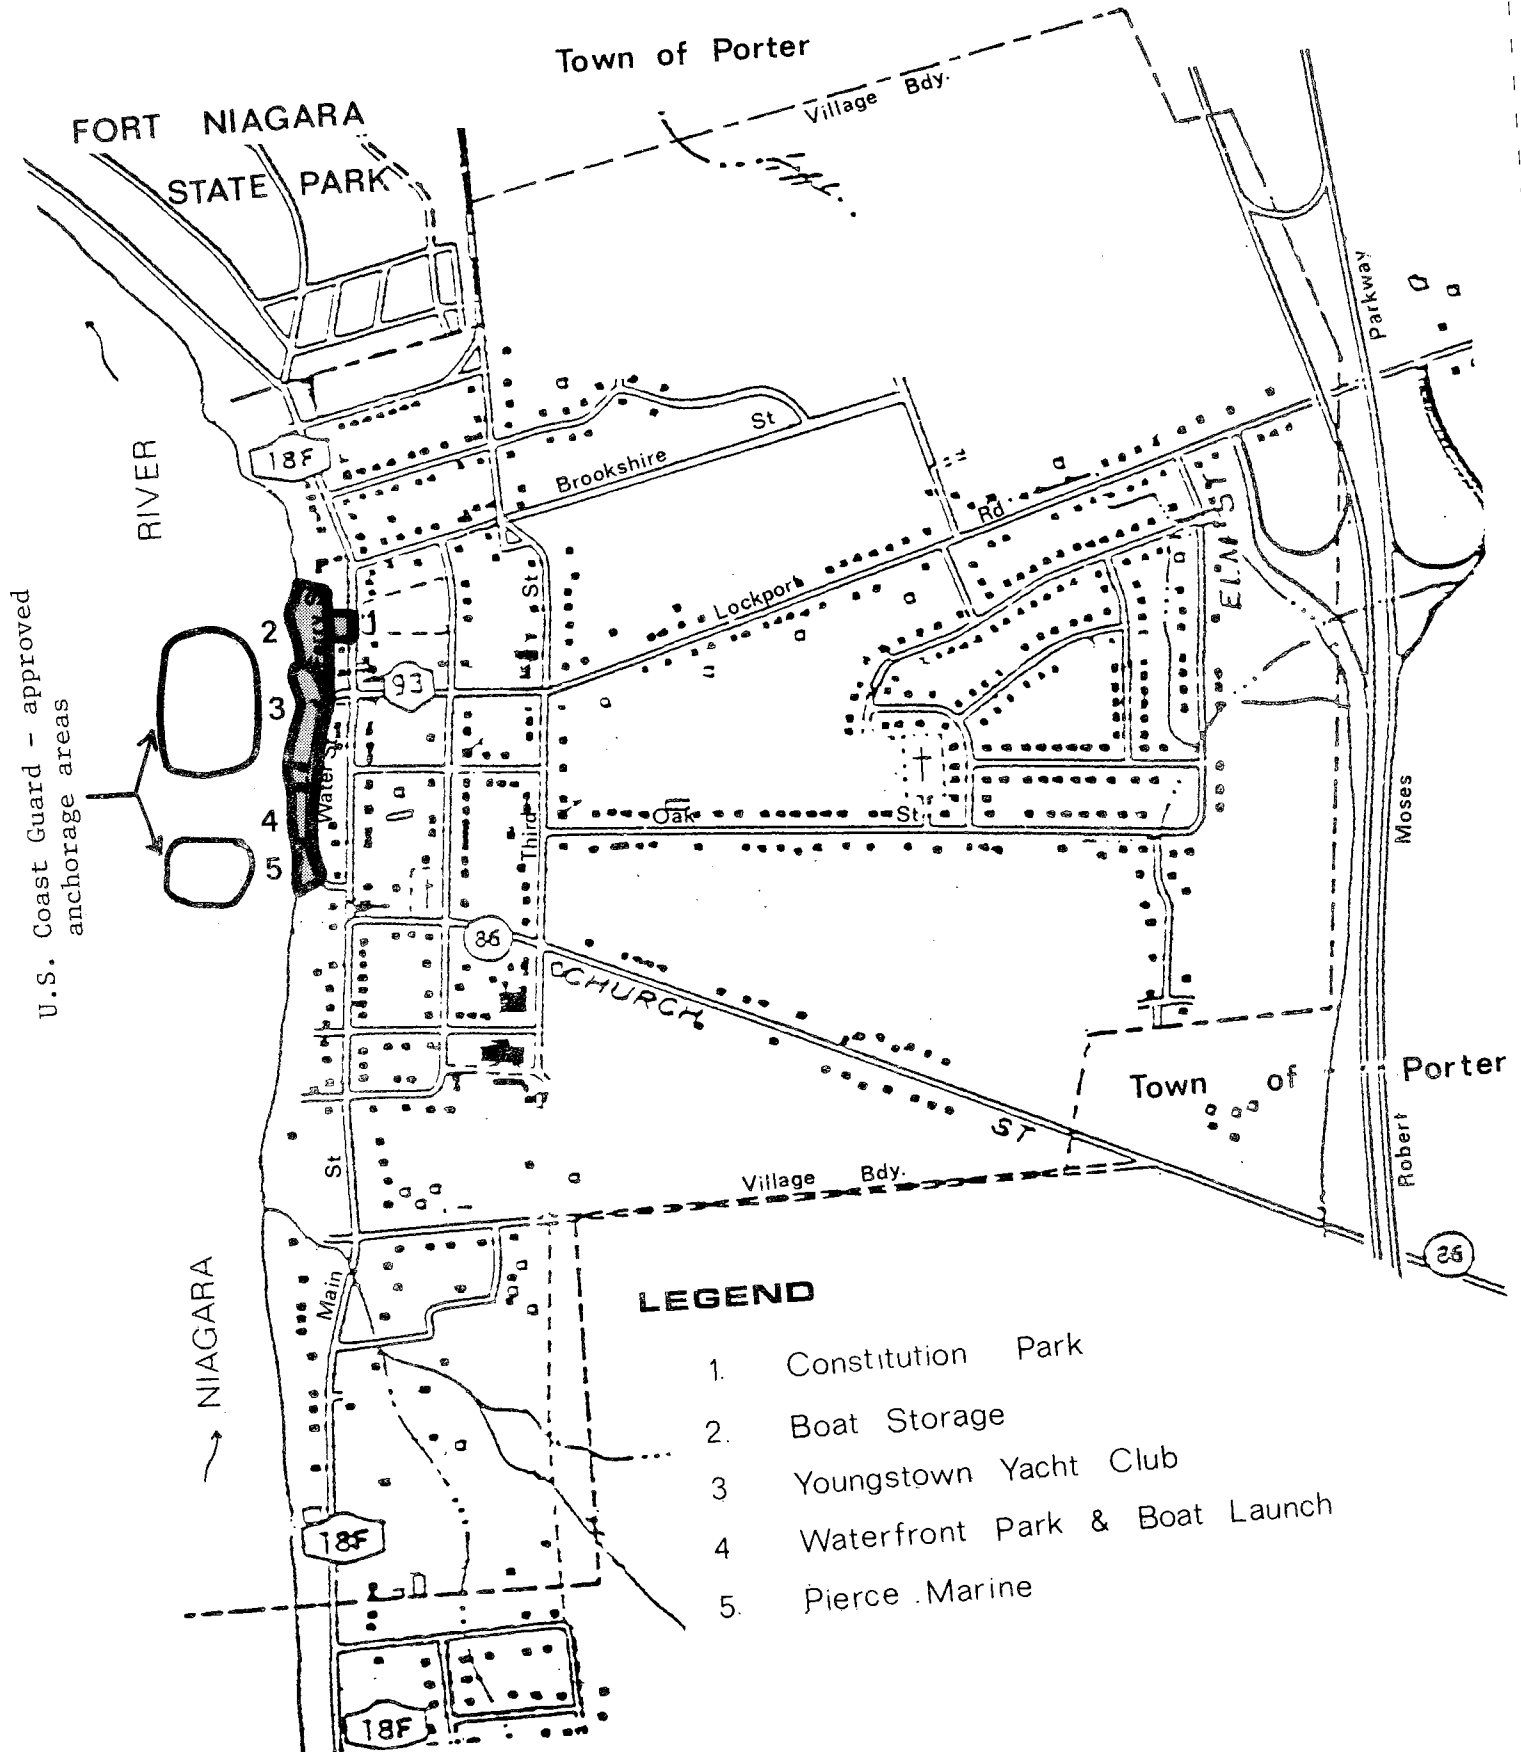 Town of Porter
Village Bdy.
FORT NIAGARA
STATE PARK
Parkway
RIVER
18F
Brookshire St
Rd
Lockport
ELM ST
St
2
93
3
Water St
U.S. Coast Guard - approved
anchorage areas
4
5
Oak St
Third
Moses
86
CHURCH
ST
Town of Porter
Robert
St
Village Bdy.
26
NIAGARA
Main
LEGEND
1. Constitution Park
2. Boat Storage
3 Youngstown Yacht Club
4 Waterfront Park & Boat Launch
5. Pierce Marine
18F
18F